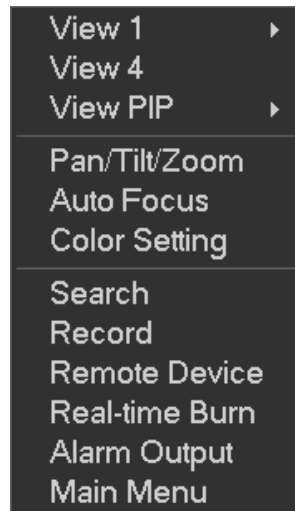 View 1
View 4
View PIP
Pan/Tilt/Zoom
Auto Focus
Color Setting
Search
Record
Remote Device
Real-time Burn
Alarm Output
Main Menu